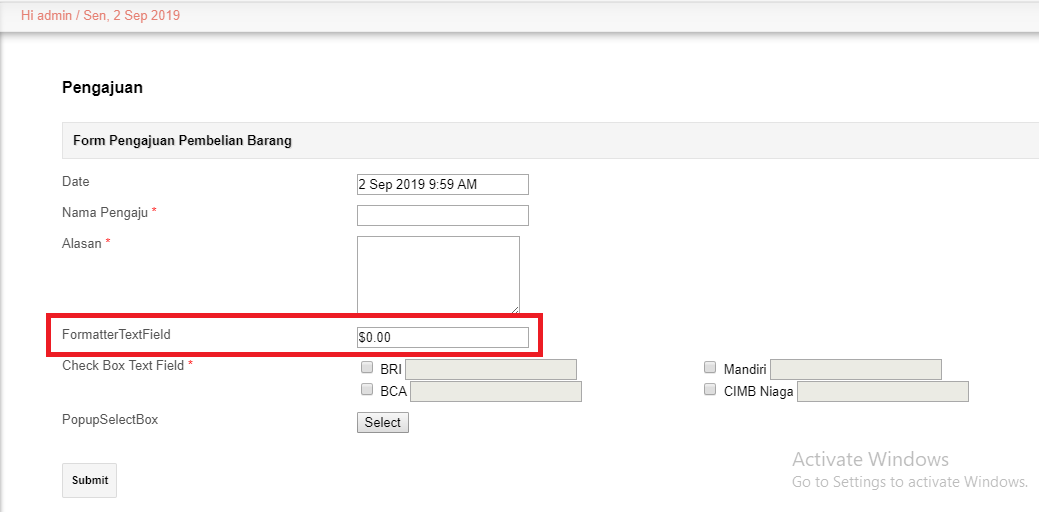 Hi admin / Sen, 2 Sep 2019
Pengajuan
Form Pengajuan Pembelian Barang
Date 2 Sep 2019 9:59 AM
Nama Pengaju *
Alasan *
FormatterTextField $0.00
Check Box Text Field * BRI Mandiri
BCA CIMB Niaga
PopupSelectBox Select
Submit
Activate Windows
Go to Settings to activate Windows.